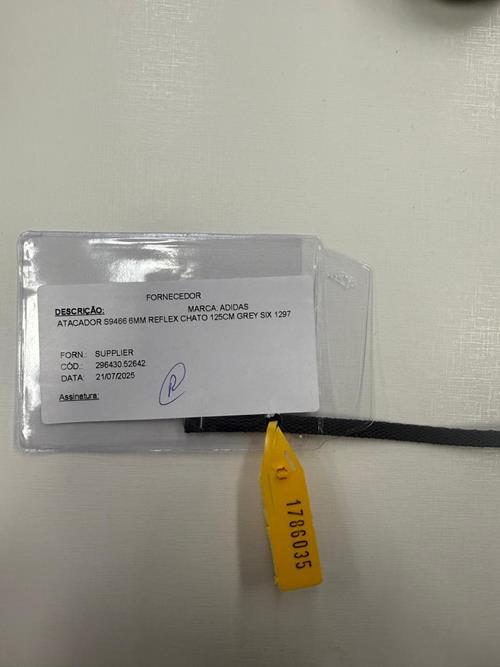 FORNECEDOR
DESCRIÇÃO: MARCA: ADIDAS
ATACADOR S9466 6MM REFLEX CHATO 125CM GREY SIX 1297
FORN.: SUPPLIER
CÓD.: 296430.52642.
DATA: 21/07/2025
Assinatura:
1786035